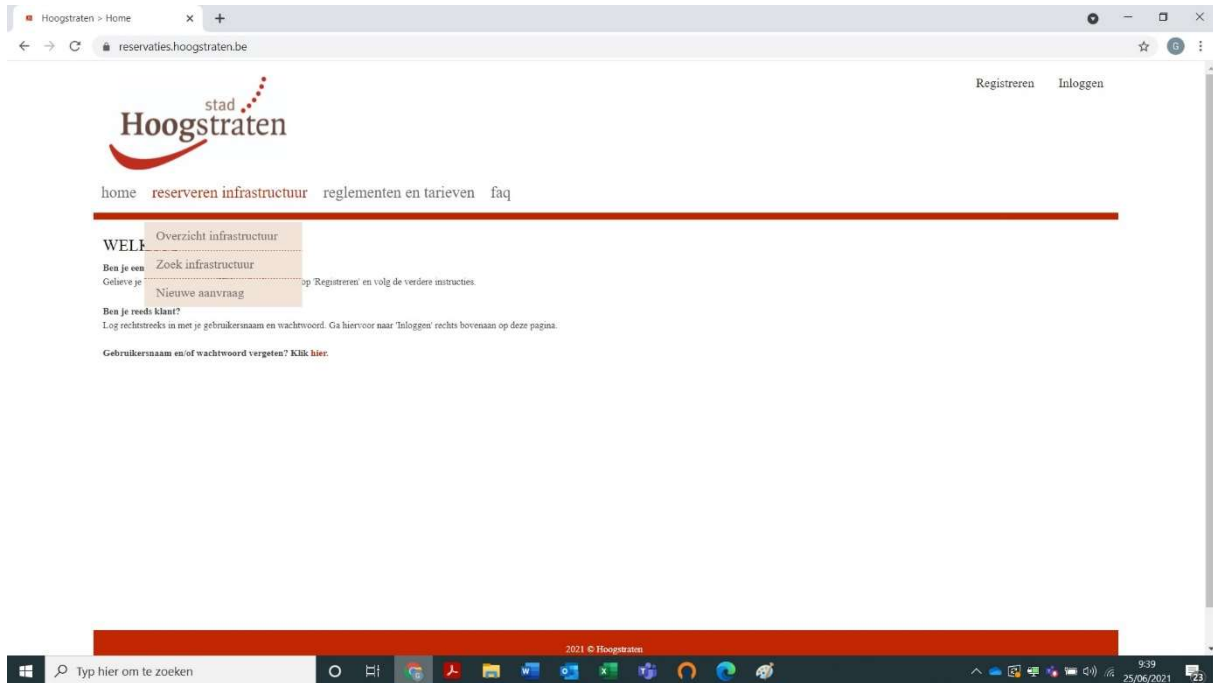 Hoogstraten > Home
reservaties.hoogstraten.be
G
stad
Hoogstraten
Registreren Inloggen
home reserveren infrastructuur reglementen en tarieven faq
Overzicht infrastructuur
Zoek infrastructuur
Nieuwe aanvraag
Ben je een
Gelieve je op 'Registreren' en volg de verdere instructies.
Ben je reeds klant?
Log rechtstreeks in met je gebruikersnaam en wachtwoord. Ga hiervoor naar 'Inloggen' rechts bovenaan op deze pagina.
Gebruikersnaam en/of wachtwoord vergeten? Klik hier.
2021 © Hoogstraten
Typ hier om te zoeken
9:39
25/06/2021
23